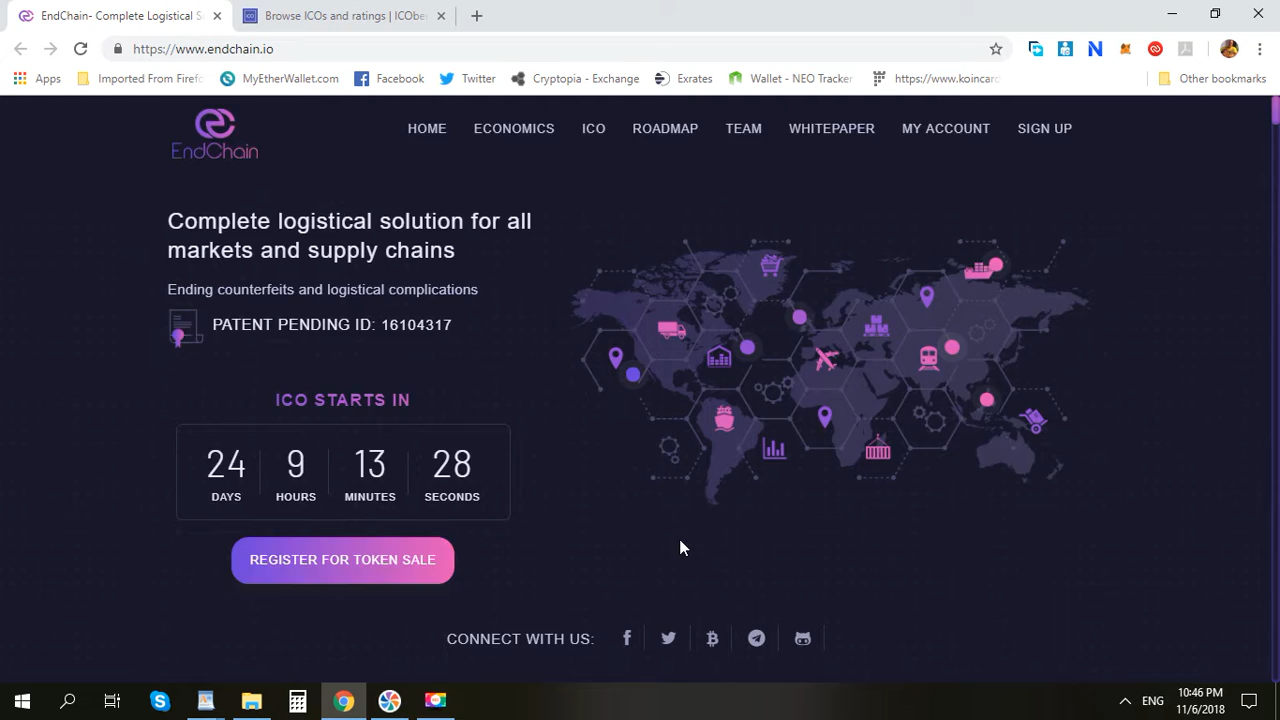 EndChain- Complete Logistical S
Browse ICOs and ratings | ICObe
https://www.endchain.io
Apps
Imported From Firef
MyEtherWallet.com
Facebook
Twitter
Cryptopia - Exchange
Exrates
Wallet - NEO Tracker
https://www.koincar
Other bookmarks
EndChain
HOME
ECONOMICS
ICO
ROADMAP
TEAM
WHITEPAPER
MY ACCOUNT
SIGN UP
Complete logistical solution for all
markets and supply chains
Ending counterfeits and logistical complications
PATENT PENDING ID: 16104317
ICO STARTS IN
24 9 13 28
DAYS HOURS MINUTES SECONDS
REGISTER FOR TOKEN SALE
CONNECT WITH US:
ENG
10:46 PM
11/6/2018